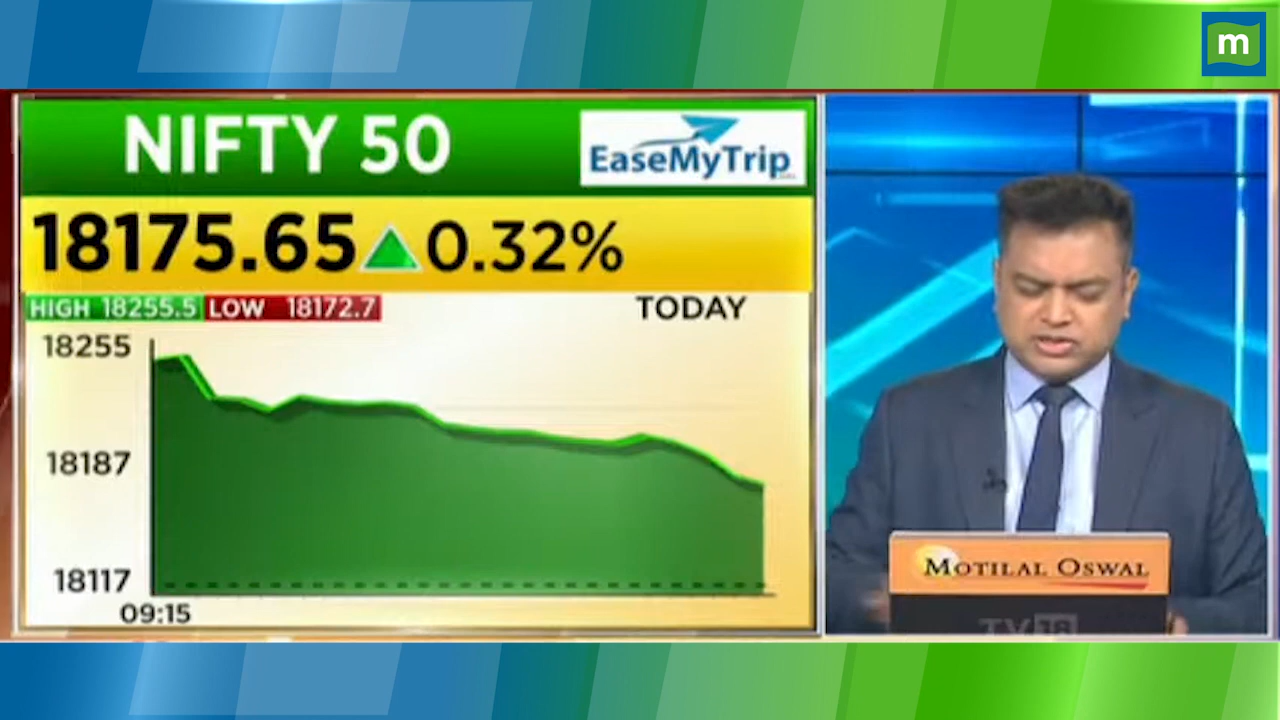 m
NIFTY 50
EaseMyTrip
18175.65 0.32%
HIGH 18255.5 LOW 18172.7
TODAY
18255
18187
18117
09:15
MOTILAL OSWAL
TV18